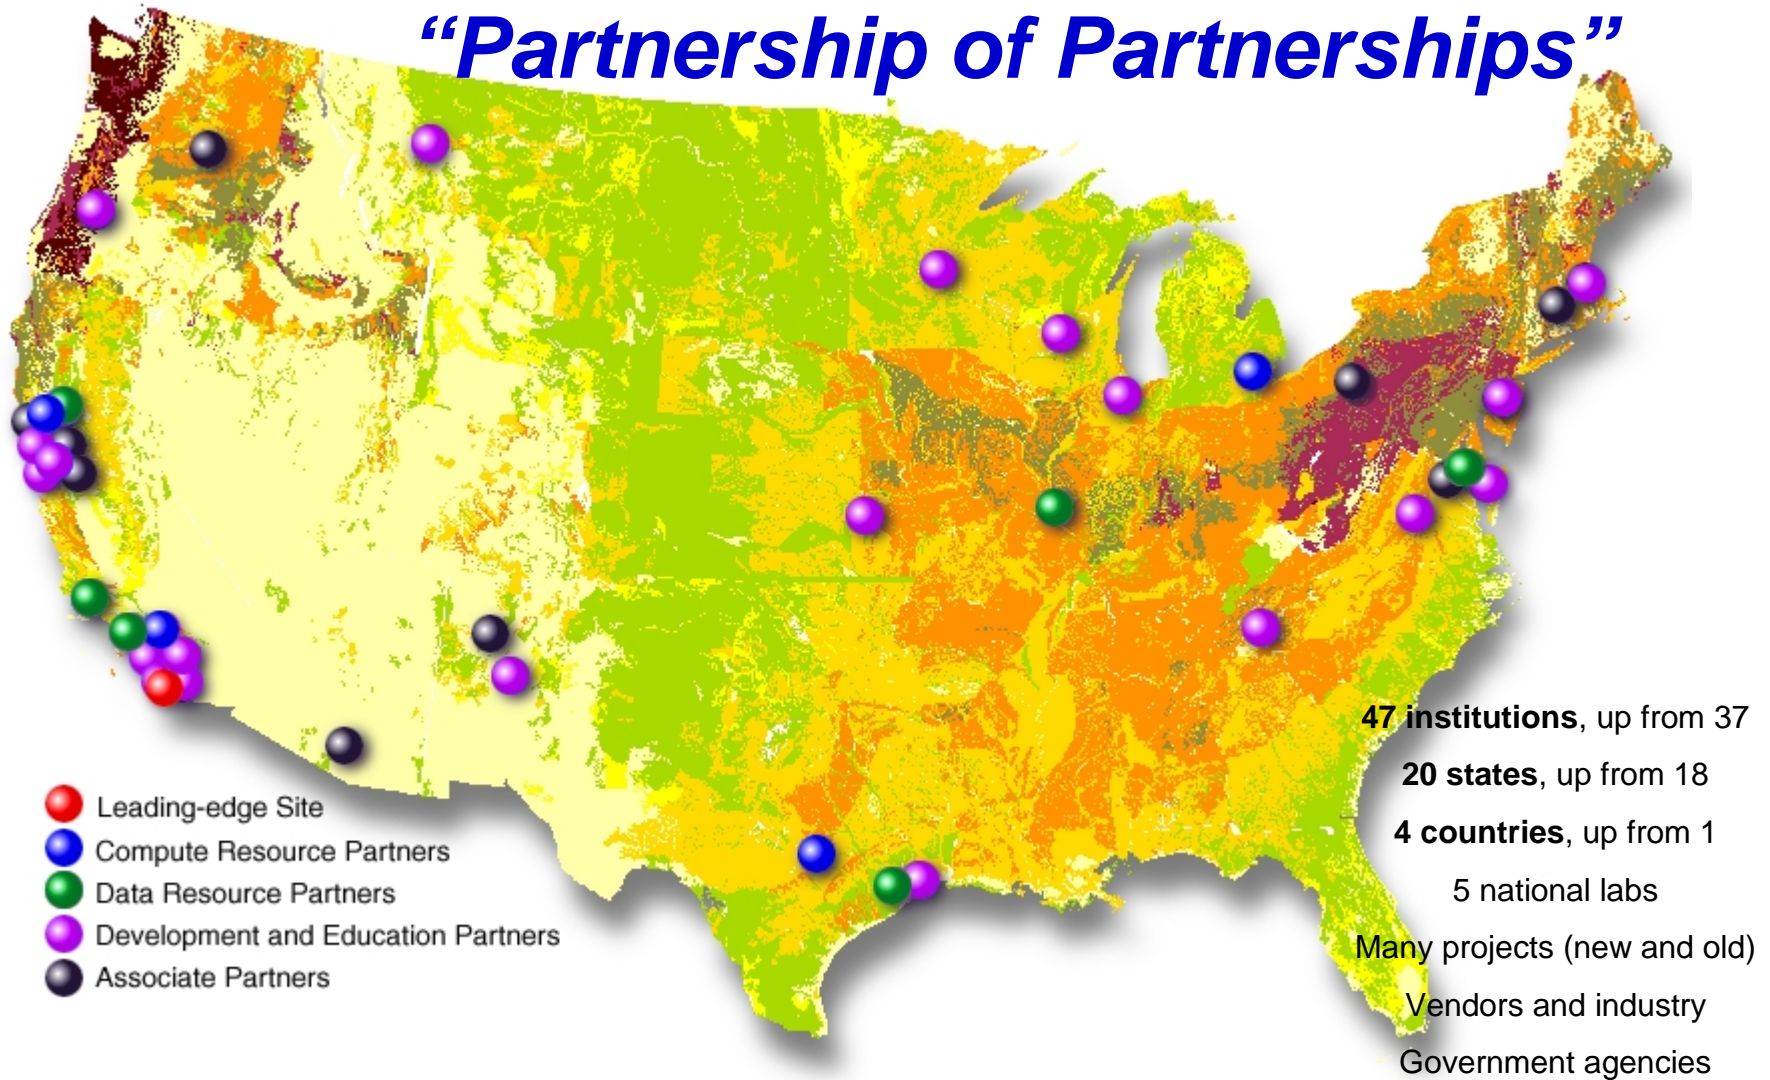 “Partnership of Partnerships”
47 institutions, up from 37
20 states, up from 18
4 countries, up from 1
5 national labs
Many projects (new and old)
Vendors and industry
Government agencies
Leading-edge Site
Compute Resource Partners
Data Resource Partners
Development and Education Partners
Associate Partners